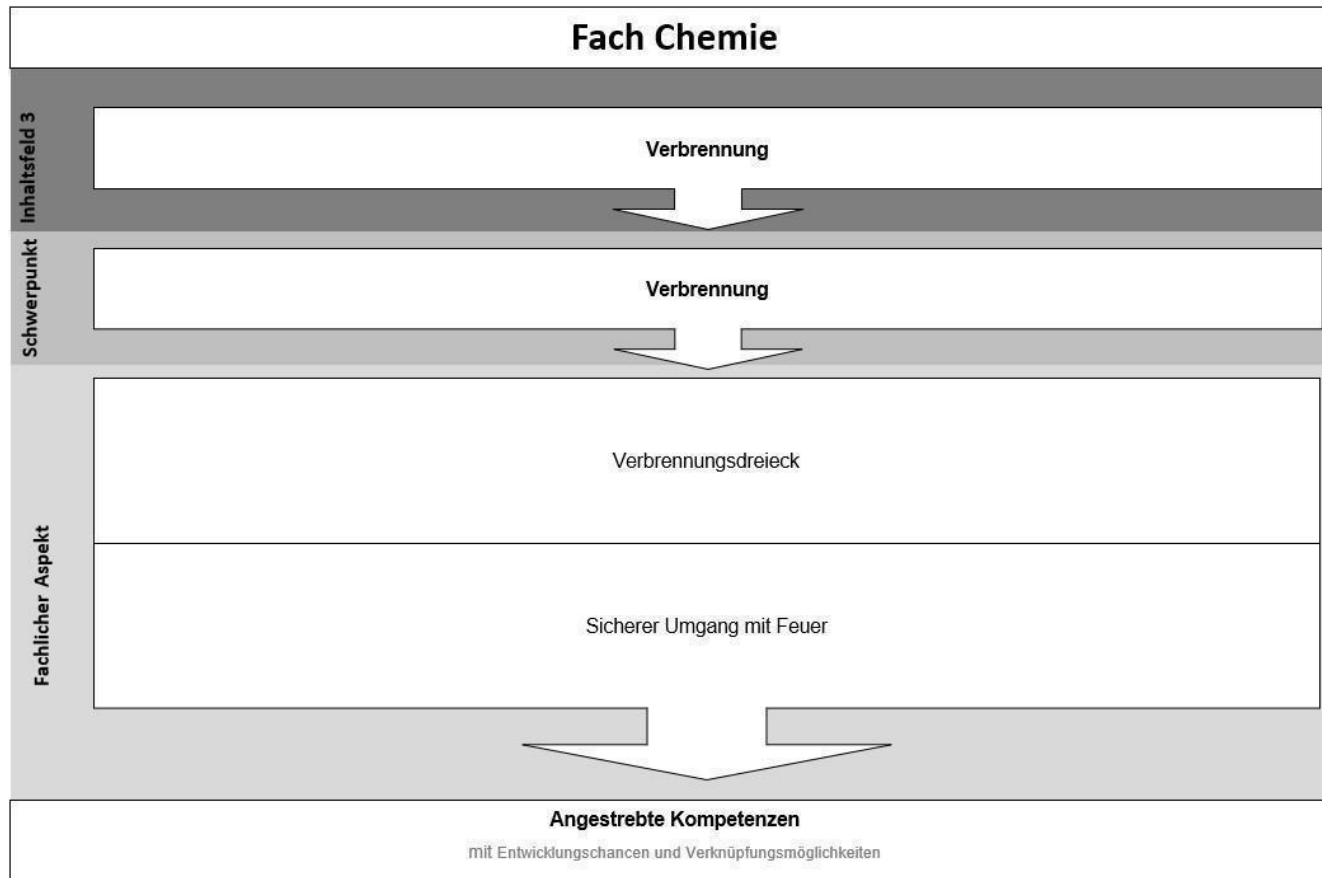 Fach Chemie
Inhaltsfeld 3
Verbrennung
Schwerpunkt
Verbrennung
Fachlicher Aspekt
Verbrennungsdreieck
Sicherer Umgang mit Feuer
Angestrebte Kompetenzen
mit Entwicklungschancen und Verknüpfungsmöglichkeiten